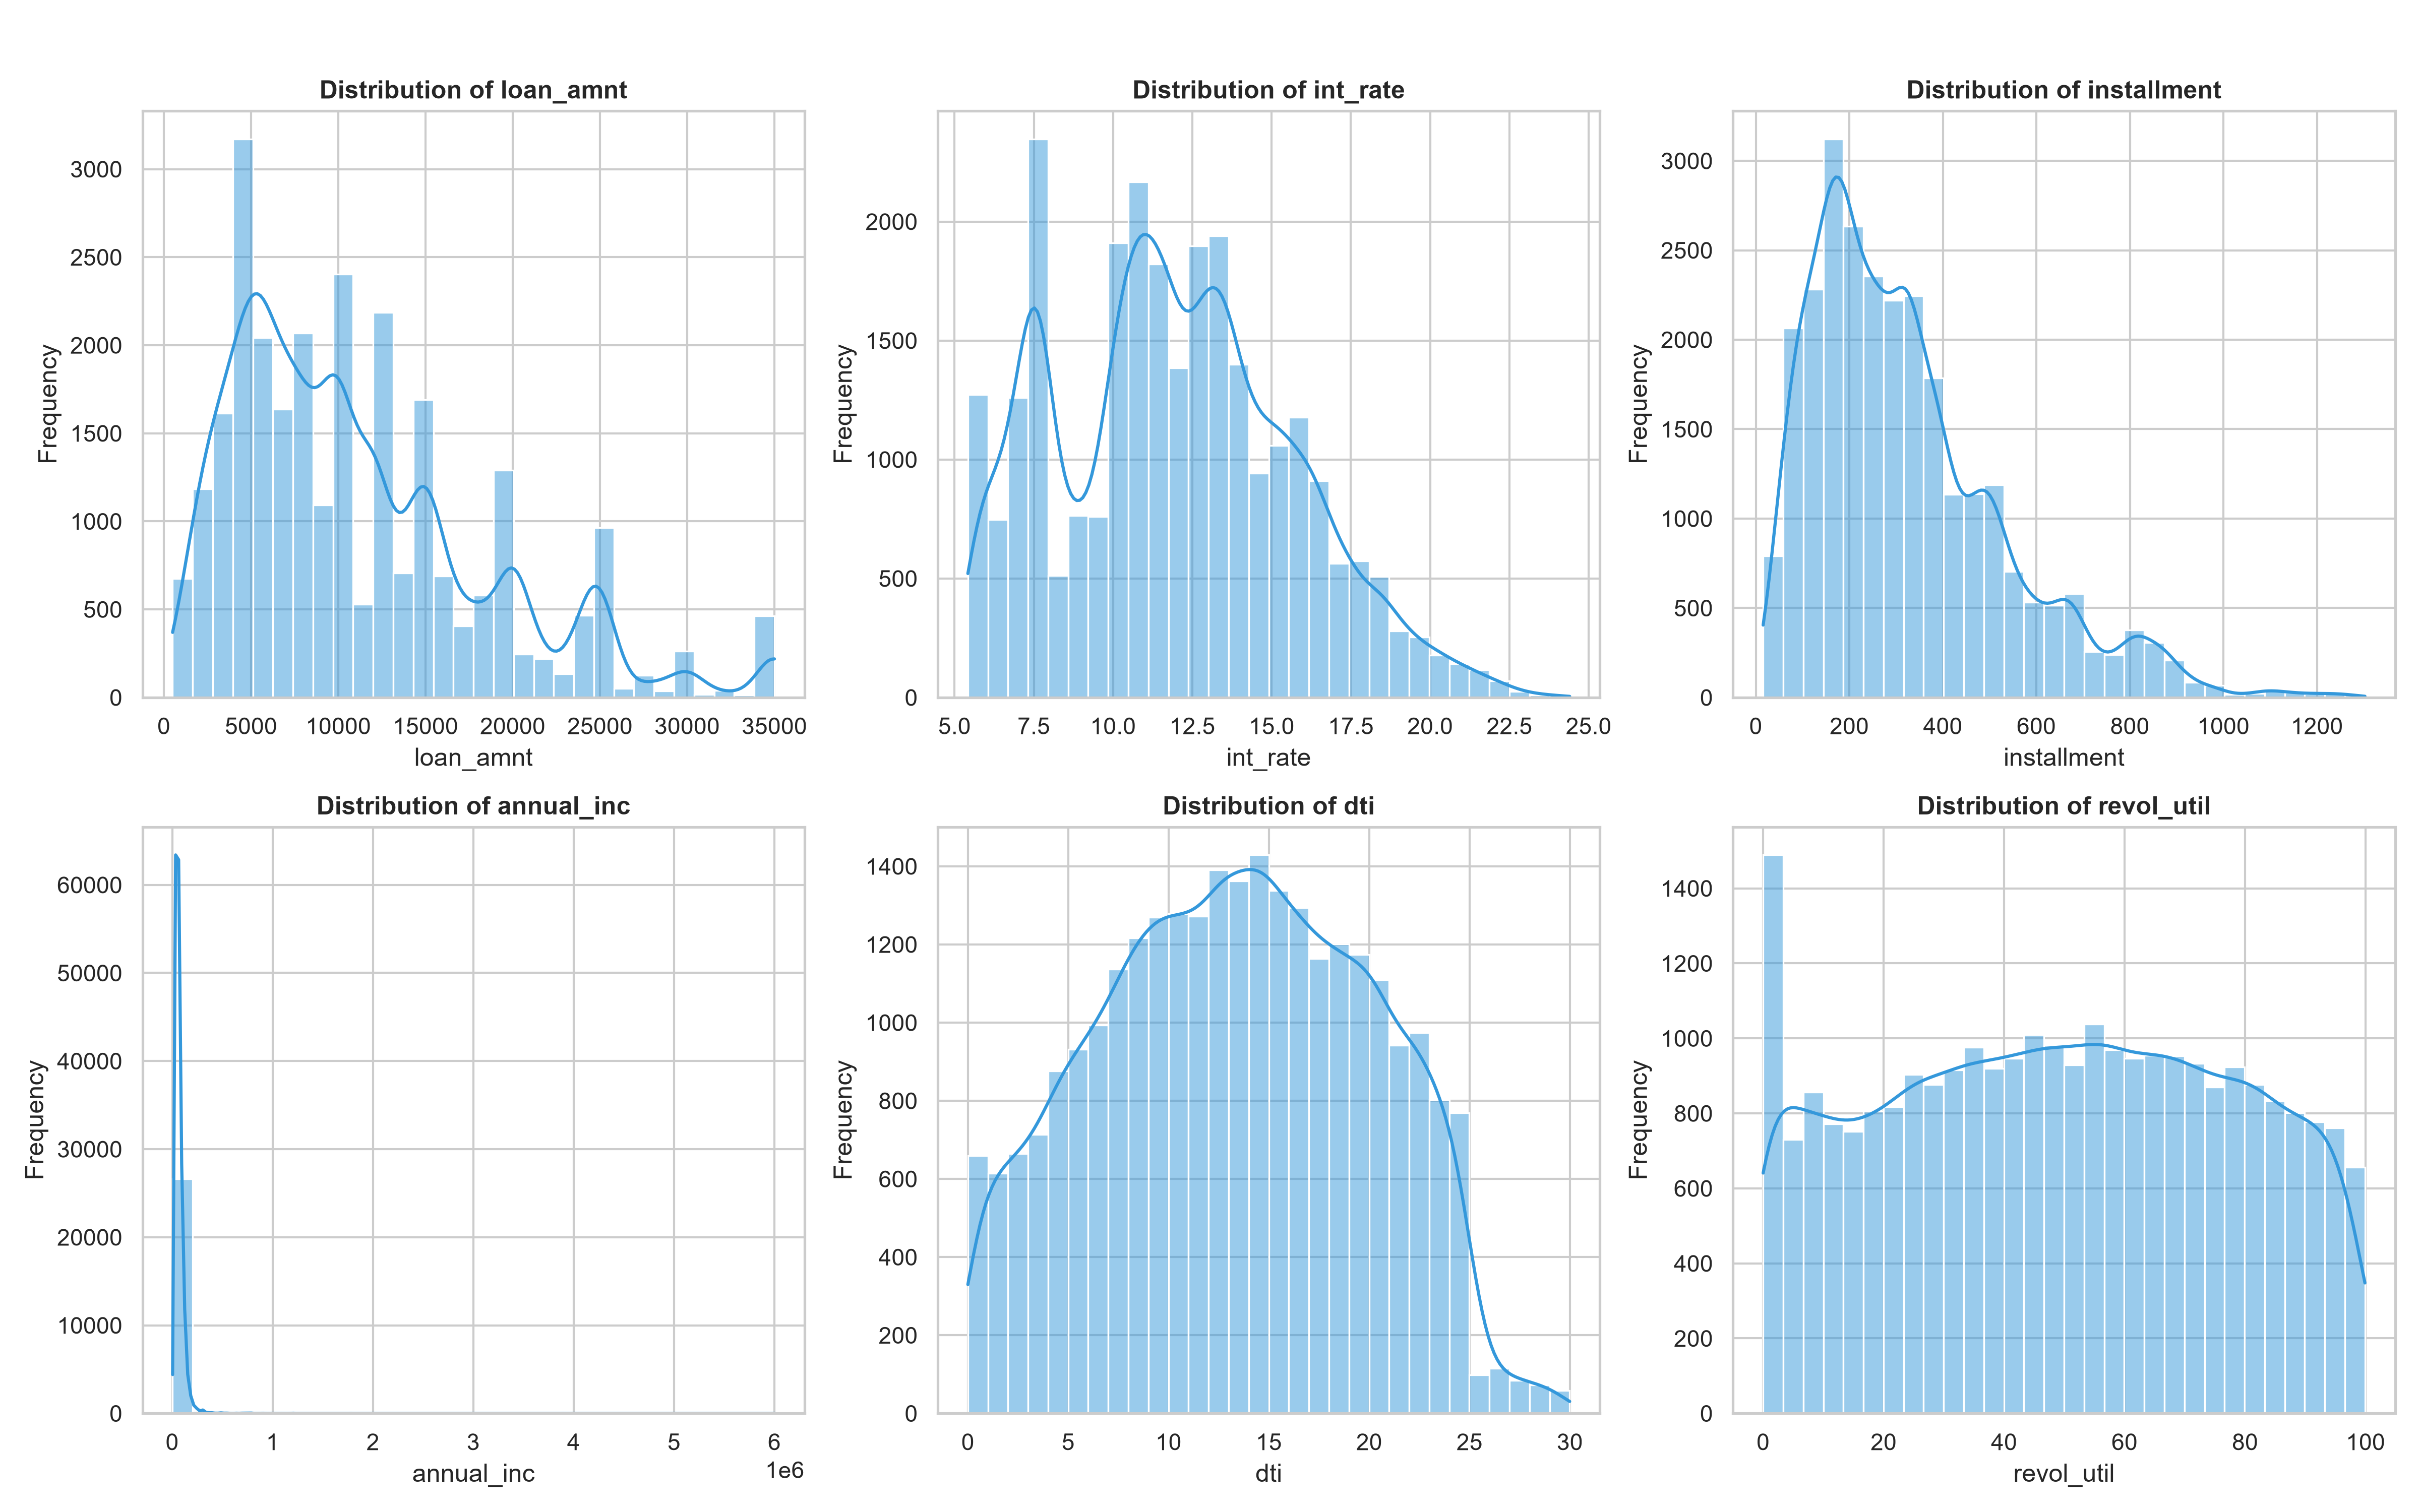 Distribution of loan_amnt
3000
2500
2000
1500
1000
500
0
Frequency
0 5000 10000 15000 20000 25000 30000 35000
loan_amnt
Distribution of int_rate
2000
1500
1000
500
0
Frequency
5.0 7.5 10.0 12.5 15.0 17.5 20.0 22.5 25.0
int_rate
Distribution of installment
3000
2500
2000
1500
1000
500
0
Frequency
0 200 400 600 800 1000 1200
installment
Distribution of annual_inc
60000
50000
40000
30000
20000
10000
0
Frequency
0 1 2 3 4 5 6
1e6
annual_inc
Distribution of dti
1400
1200
1000
800
600
400
200
0
Frequency
0 5 10 15 20 25 30
dti
Distribution of revol_util
1400
1200
1000
800
600
400
200
0
Frequency
0 20 40 60 80 100
revol_util